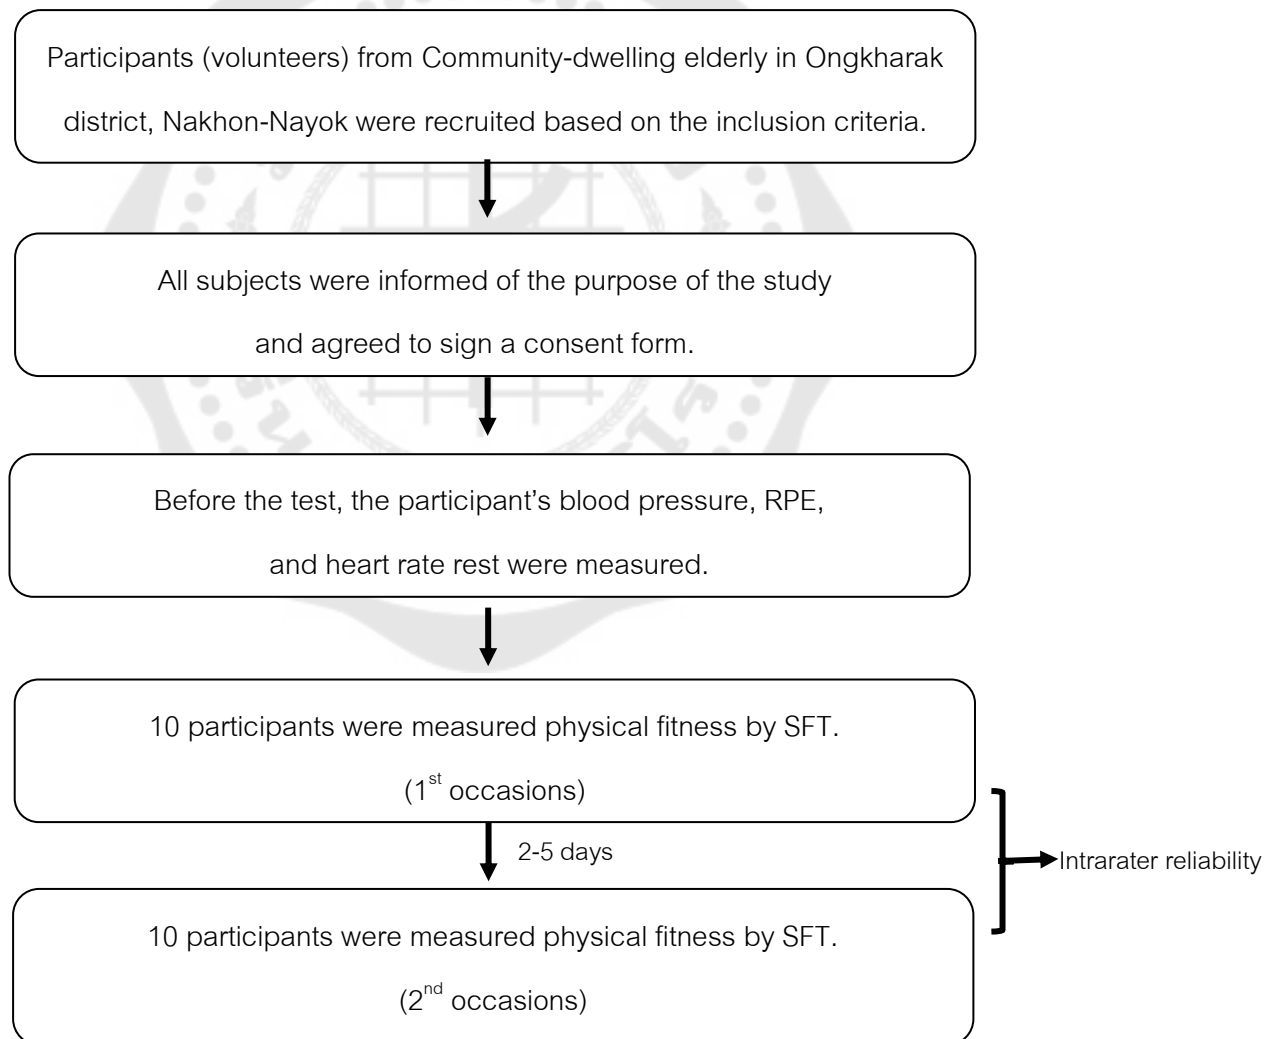 Participants (volunteers) from Community-dwelling elderly in Ongkharak
district, Nakhon-Nayok were recruited based on the inclusion criteria.
All subjects were informed of the purpose of the study
and agreed to sign a consent form.
Before the test, the participant's blood pressure, RPE,
and heart rate rest were measured.
10 participants were measured physical fitness by SFT.
(1st occasions)
2-5 days
Intrarater reliability
10 participants were measured physical fitness by SFT.
(2nd occasions)